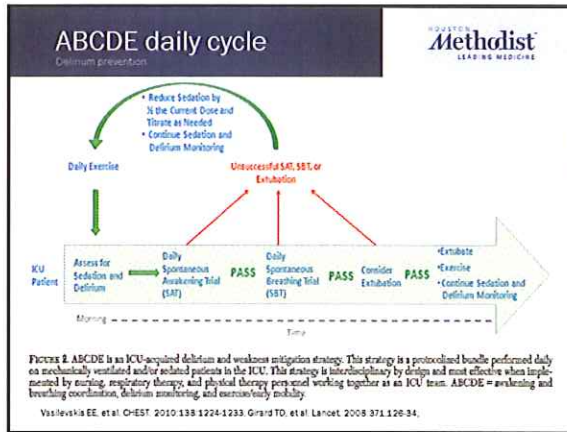 ABCDE daily cycle
Delirium prevention
HOUSTON
Methodist
LEADING MEDICINE
• Reduce Sedation by
½ the Current Dose and
Titrate as Needed
• Continue Sedation and
Delirium Monitoring
Daily Exercise
Unsuccessful SAT, SBT, or
Extubation
ICU
Patient
Assess for
Sedation and
Delirium
Daily
Spontaneous
Awakening Trial
(SAT)
PASS
Daily
Spontaneous
Breathing Trial
(SBT)
PASS
Consider
Extubation
PASS
•Extubate
•Exercise
•Continue Sedation and
Delirium Monitoring
Morning
Time
FIGURE 2. ABCDE is an ICU-acquired delirium and weakness mitigation strategy. This strategy is a protocolized bundle performed daily
on mechanically ventilated and/or sedated patients in the ICU. This strategy is interdisciplinary by design and most effective when imple-
mented by nursing, respiratory therapy, and physical therapy personnel working together as an ICU team. ABCDE = awakening and
breathing coordination, delirium monitoring, and exercise/early mobility.
Vasilevskis EE, et al. CHEST. 2010;138:1224-1233. Girard TD, et al. Lancet. 2008;371:126-34.